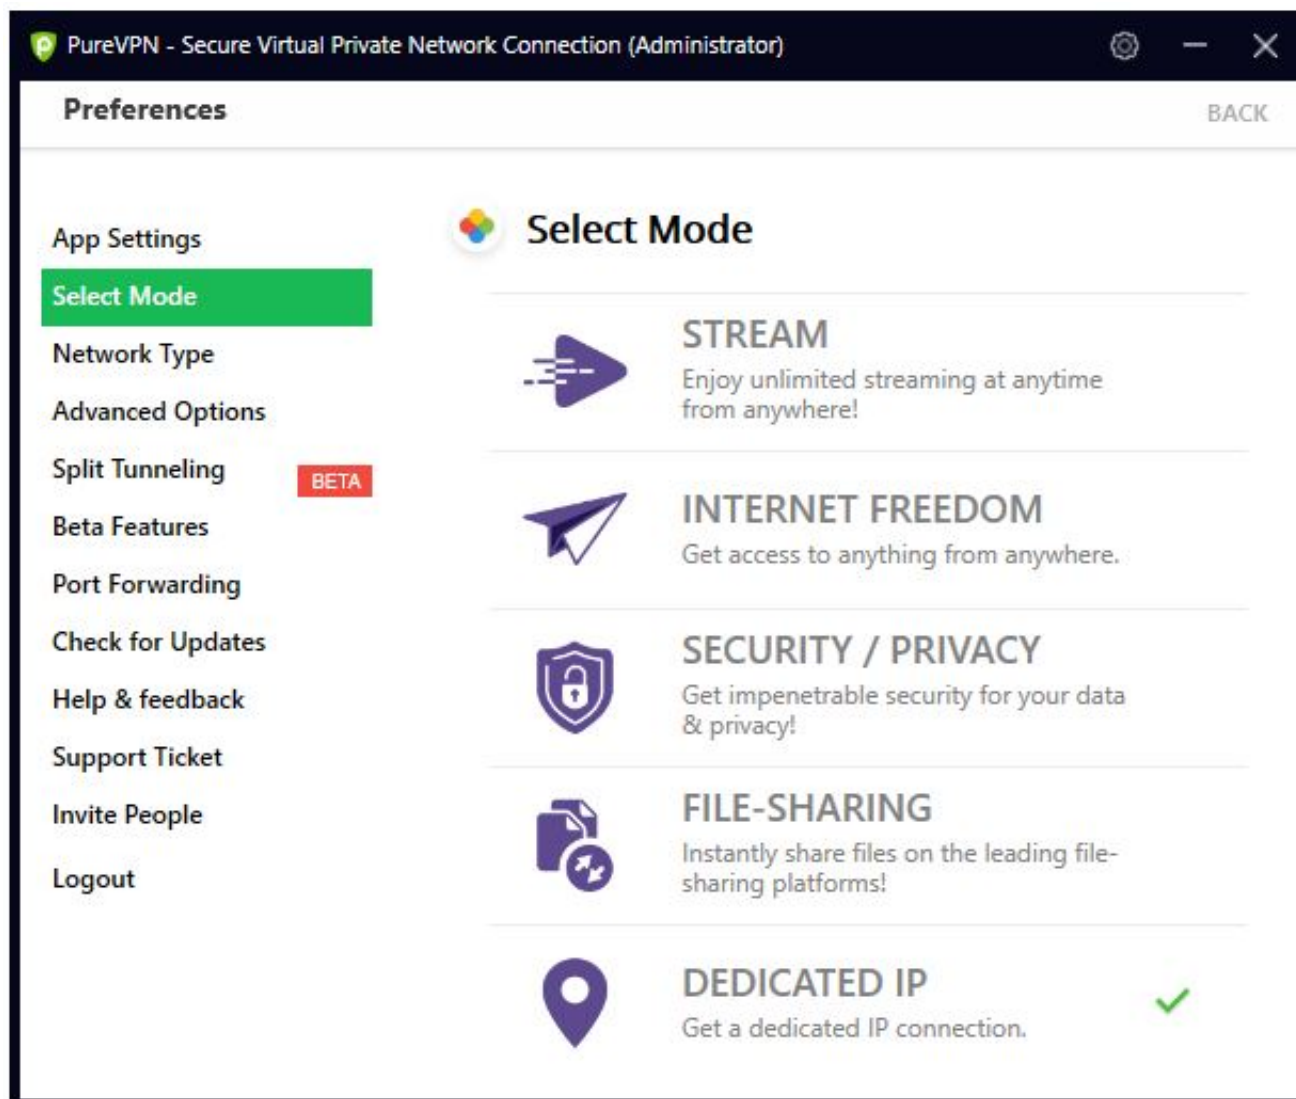 PureVPN - Secure Virtual Private Network Connection (Administrator)
Preferences
BACK
App Settings
Select Mode
Network Type
Advanced Options
Split Tunneling
BETA
Beta Features
Port Forwarding
Check for Updates
Help & feedback
Support Ticket
Invite People
Logout
Select Mode
STREAM
Enjoy unlimited streaming at anytime
from anywhere!
INTERNET FREEDOM
Get access to anything from anywhere.
SECURITY / PRIVACY
Get impenetrable security for your data
& privacy!
FILE-SHARING
Instantly share files on the leading file-
sharing platforms!
DEDICATED IP
Get a dedicated IP connection.